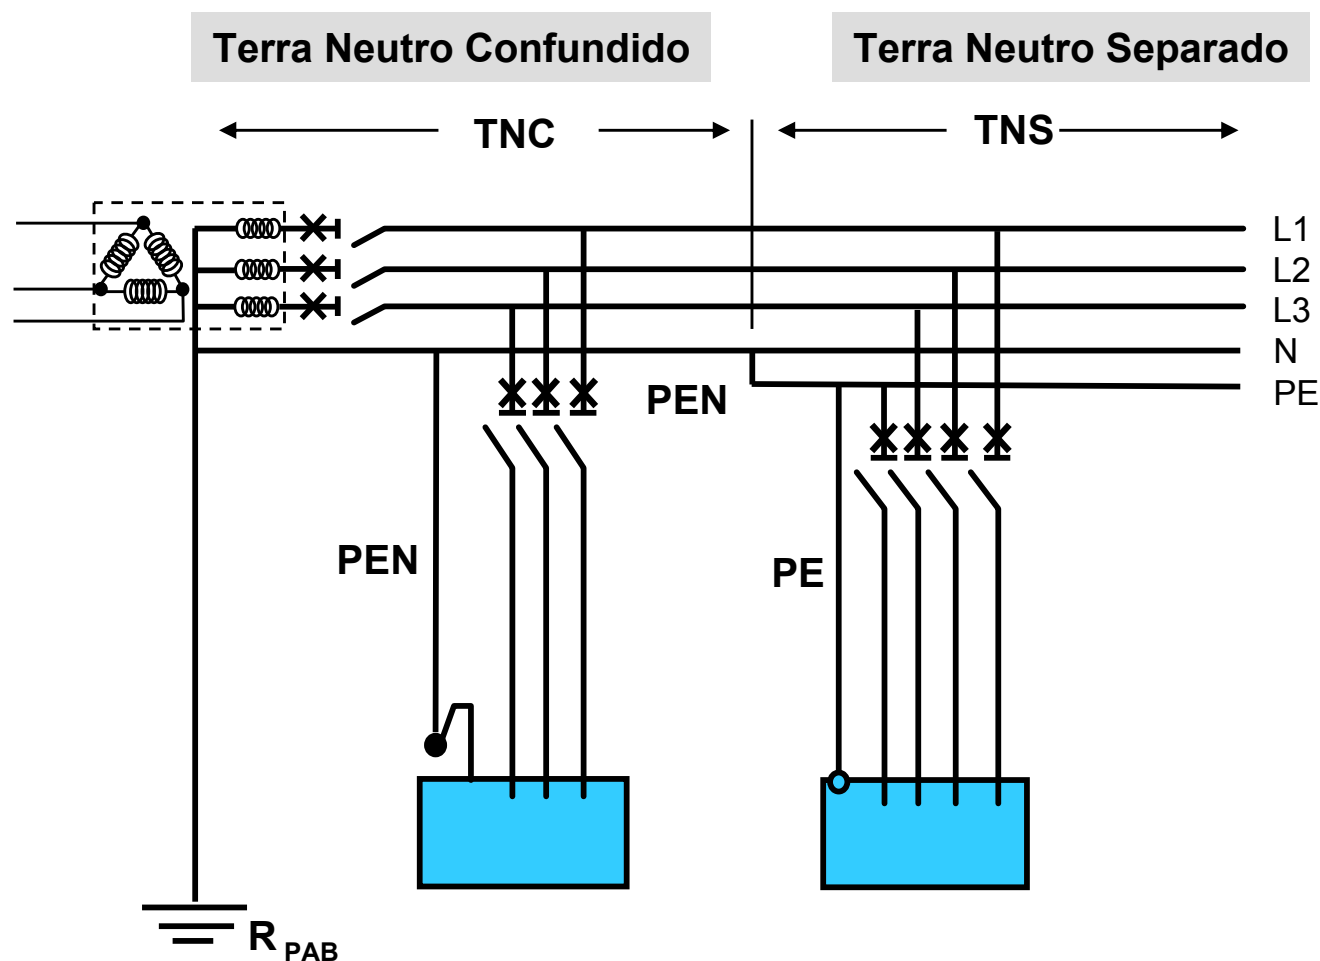 Terra Neutro Confundido
Terra Neutro Separado
TNC
TNS
L1
L2
L3
N
PE
PEN
PEN
PE
R PAB